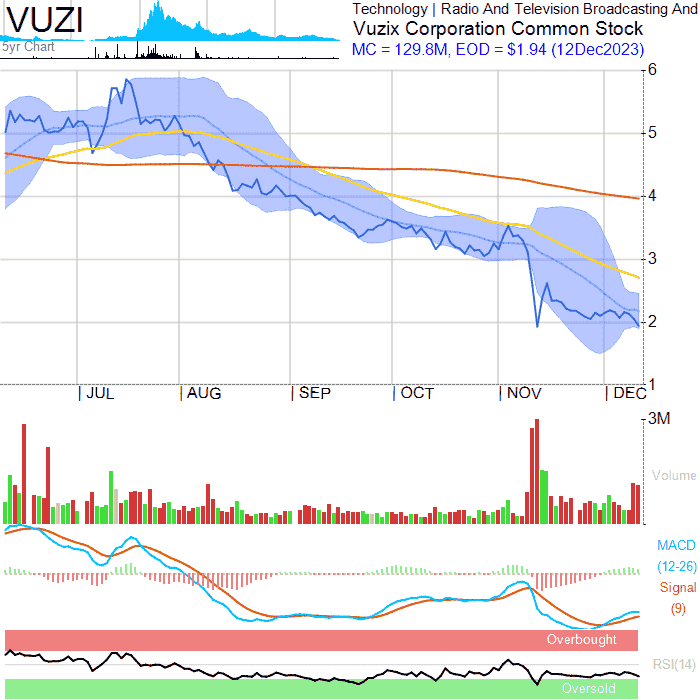 VUZI
5yr Chart
Technology | Radio And Television Broadcasting And
Vuzix Corporation Common Stock
MC = 129.8M, EOD = $1.94 (12Dec2023)
6
5
4
3
2
1
| JUL | AUG | SEP | OCT | NOV | DEC
3M
Volume
MACD
(12-26)
Signal
(9)
Overbought
RSI(14)
Oversold